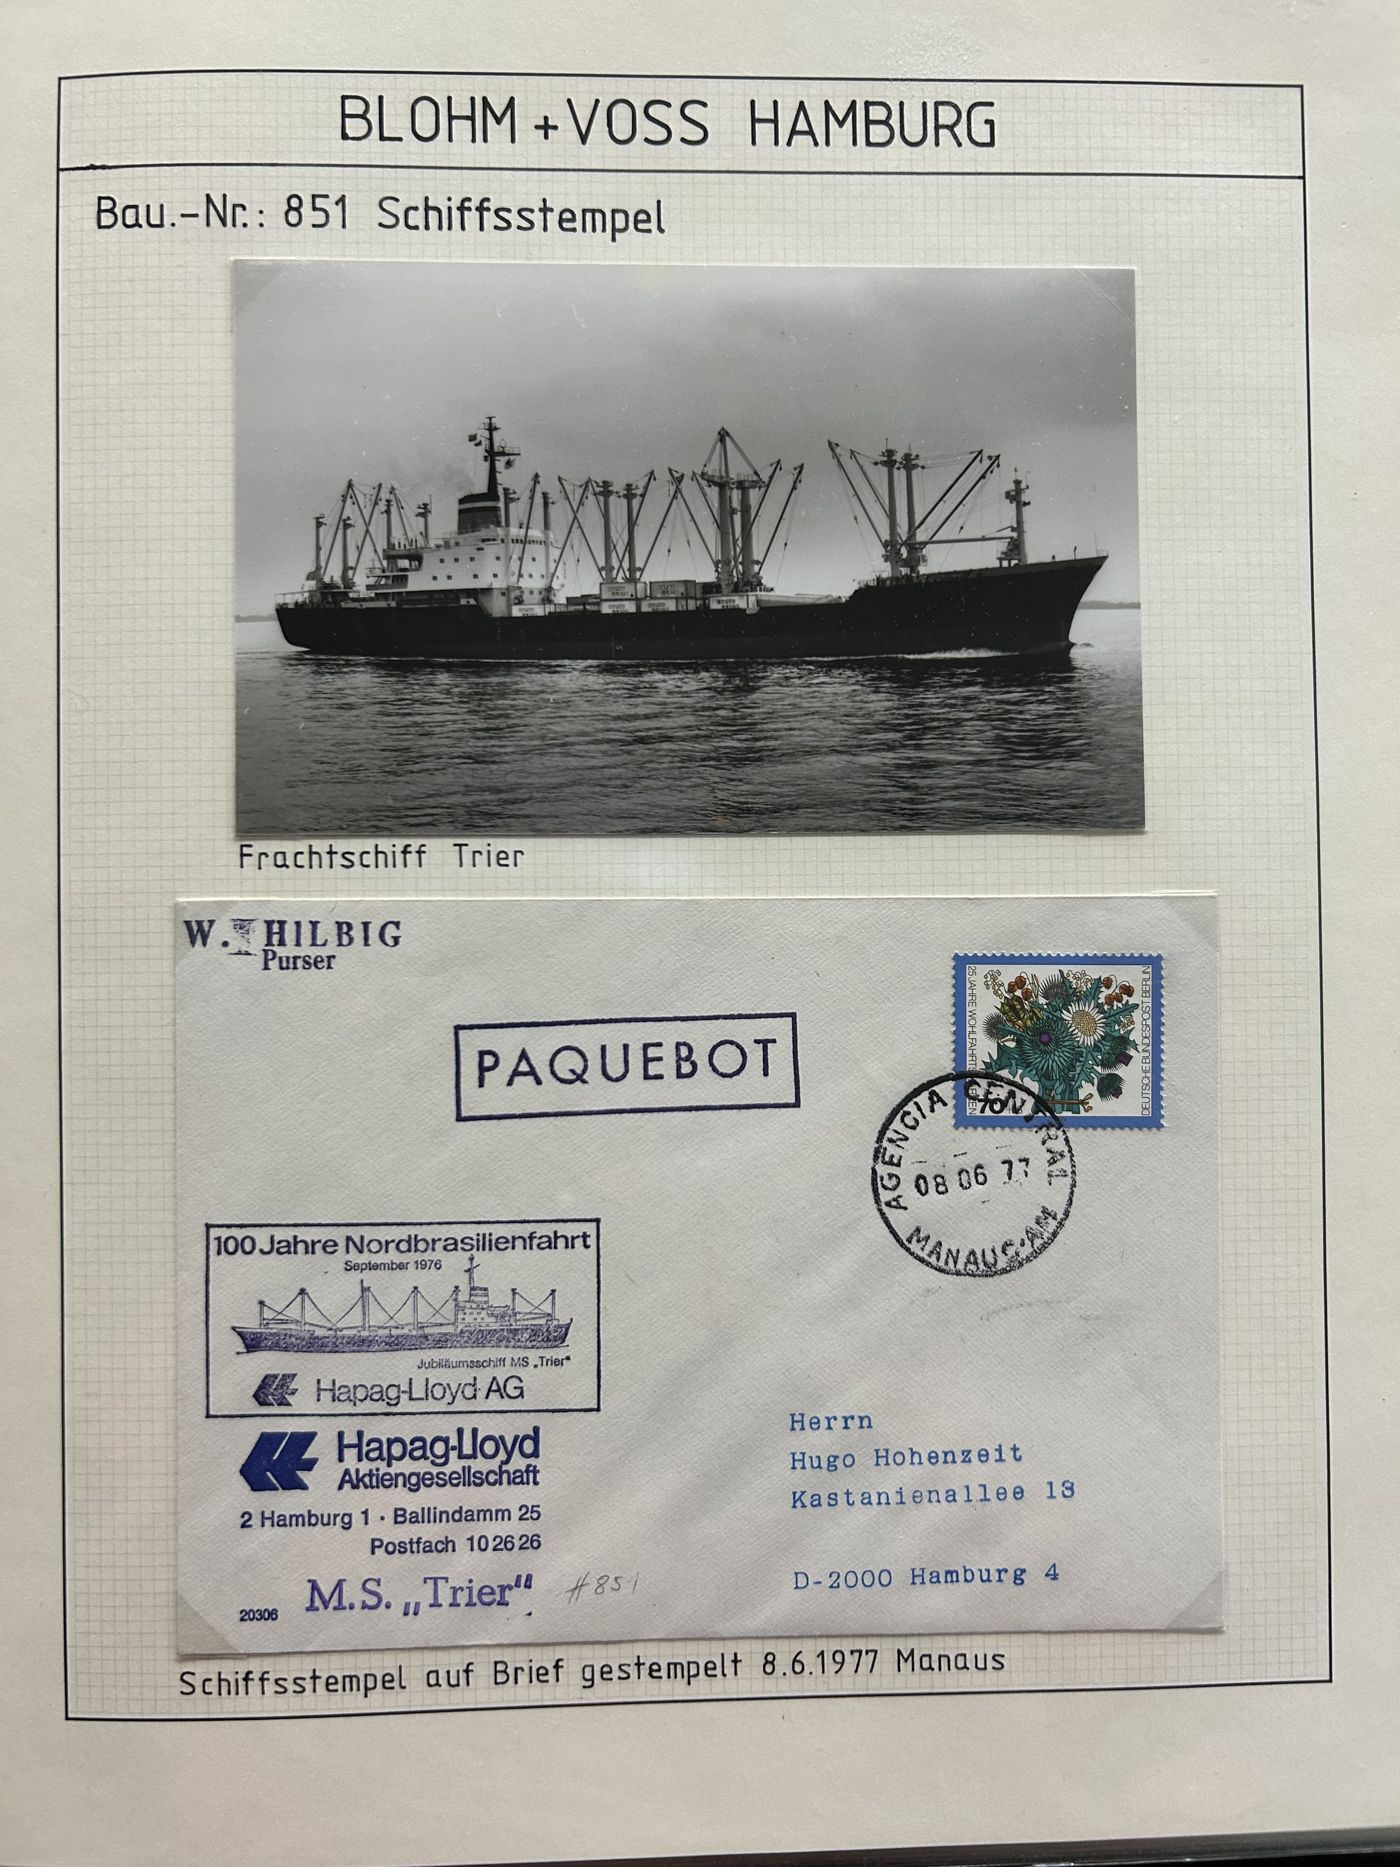 BLOHM + VOSS HAMBURG
Bau.-Nr.: 851 Schiffsstempel
Frachtschiff Trier
W. HILBIG
Purser
PAQUEBOT
25 JAHRE WOHLFAHRTSMARKEN
DEUTSCHE BUNDESPOST BERLIN
70
AGENCIA CENTRAL
08 06 77
MANAUS-AM
100 Jahre Nordbrasilienfahrt
September 1976
Jubiläumsschiff MS „Trier“
Hapag-Lloyd AG
Hapag-Lloyd
Aktiengesellschaft
2 Hamburg 1 · Ballindamm 25
Postfach 10 26 26
M.S. „Trier“
#851
20306
Herrn
Hugo Hohenzeit
Kastanienallee 18
D-2000 Hamburg 4
Schiffsstempel auf Brief gestempelt 8.6.1977 Manaus